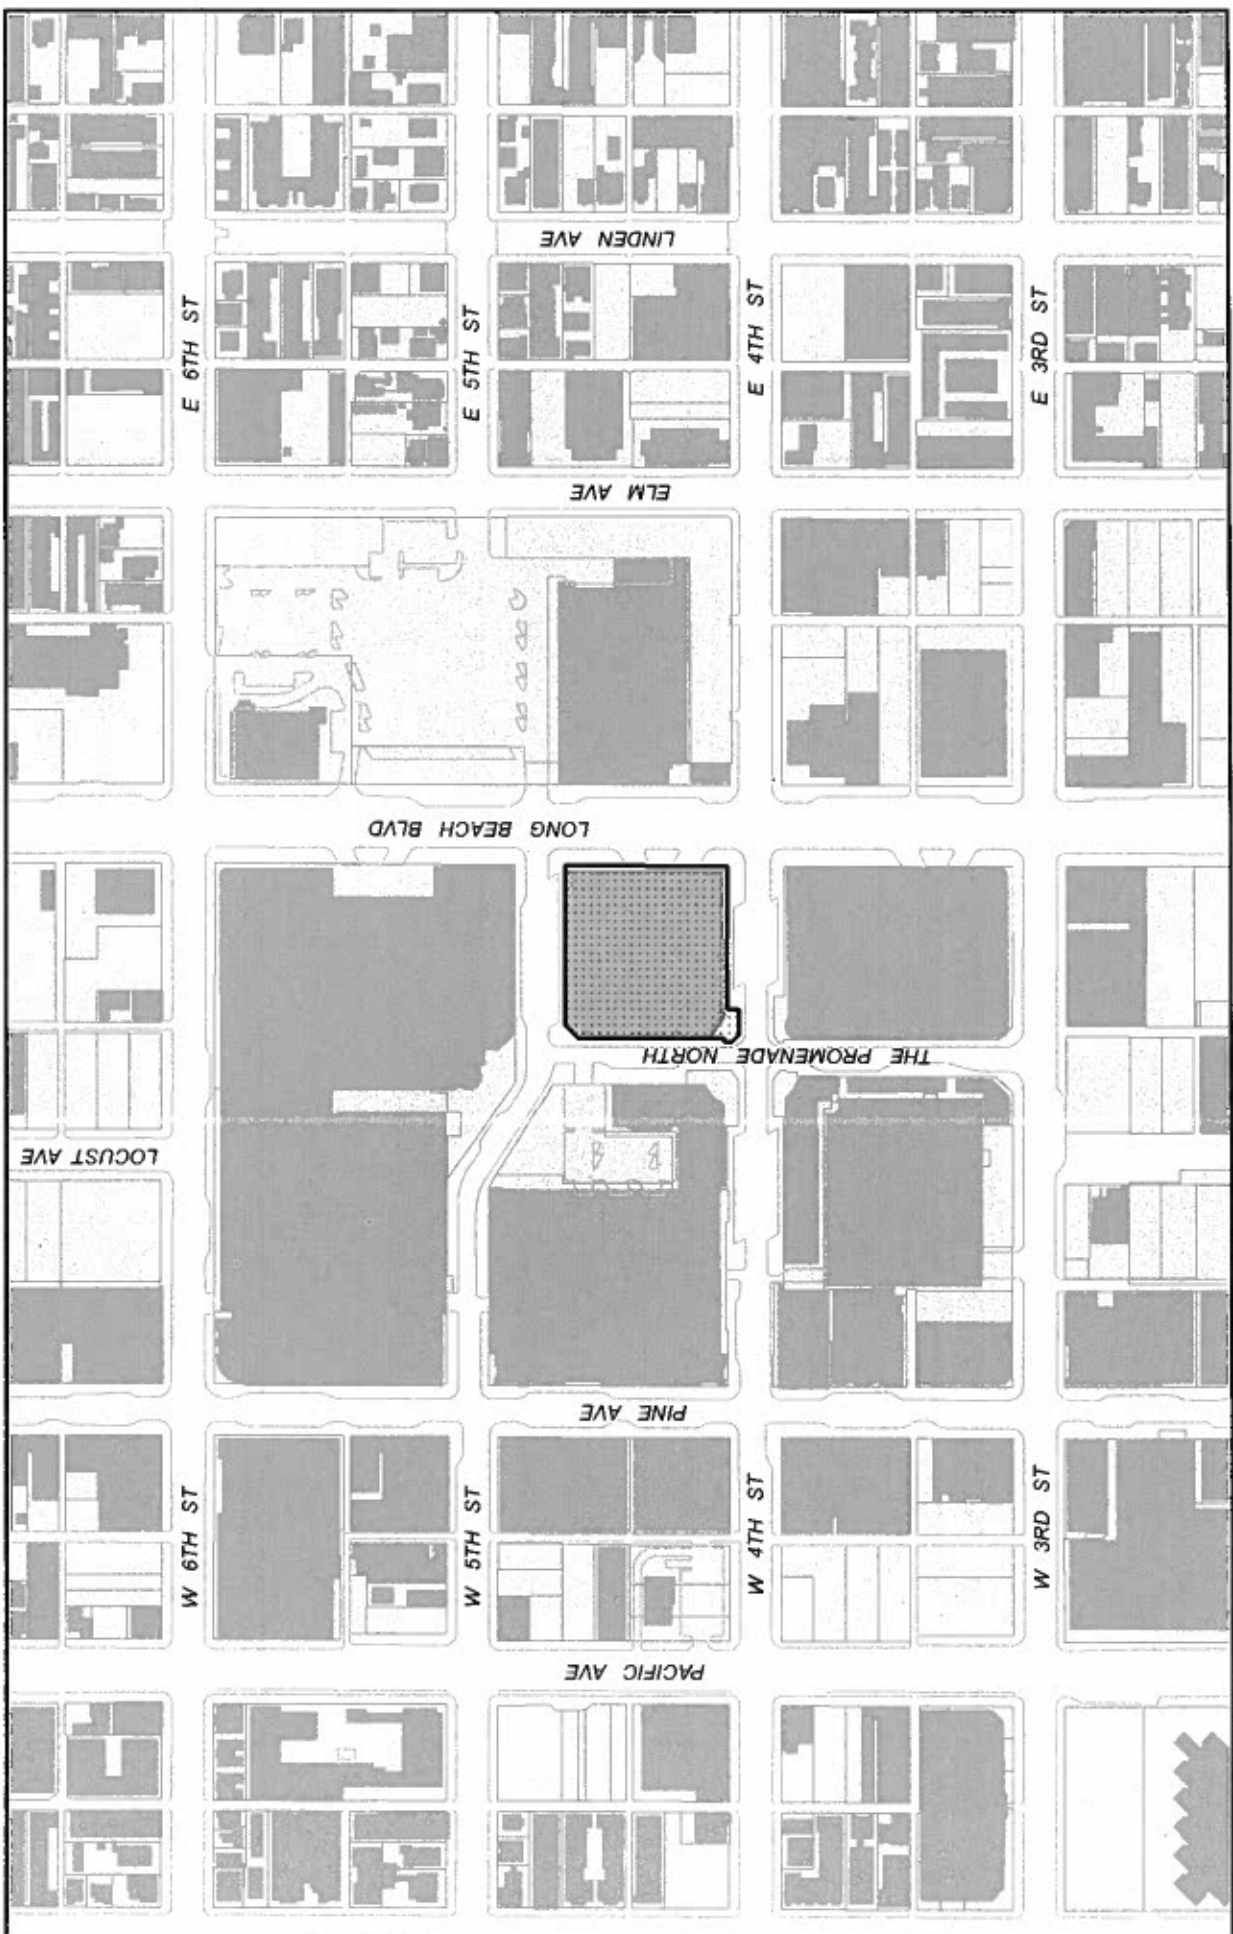 LINDEN AVE
E 6TH ST
E 5TH ST
E 4TH ST
E 3RD ST
ELM AVE
LONG BEACH BLVD
THE PROMENADE NORTH
LOCUST AVE
PINE AVE
W 6TH ST
W 5TH ST
W 4TH ST
W 3RD ST
PACIFIC AVE